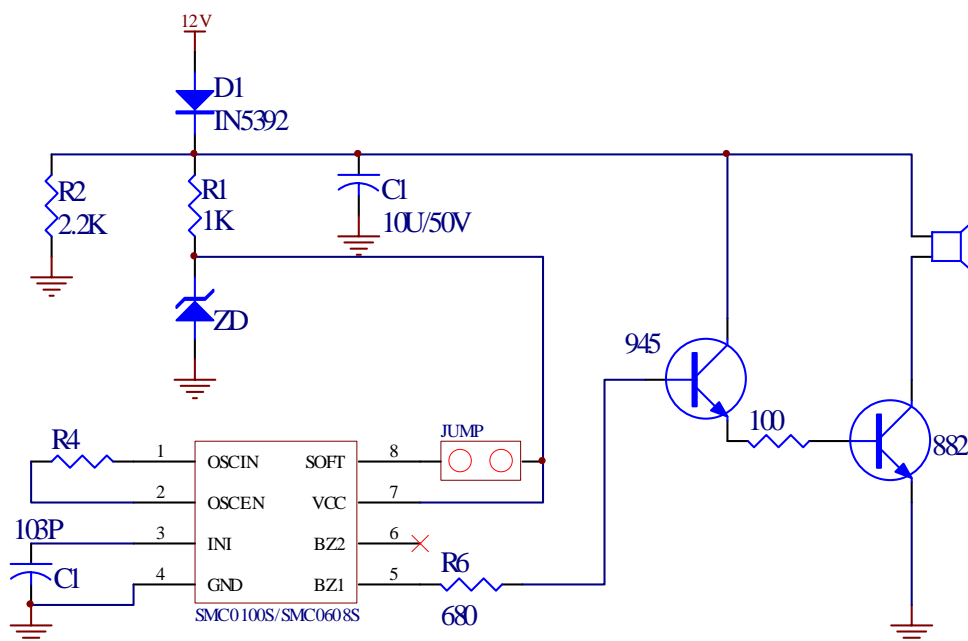 12V
D1
IN5392
R2
2.2K
R1
1K
C1
10U/50V
ZD
945
100
882
R4
JUMP
1 OSCIN SOFT 8
2 OSCEN VCC 7
103P
3 INI BZ2 6
C1
4 GND BZ1 5
R6
680
SMC0100S/SMC0608S